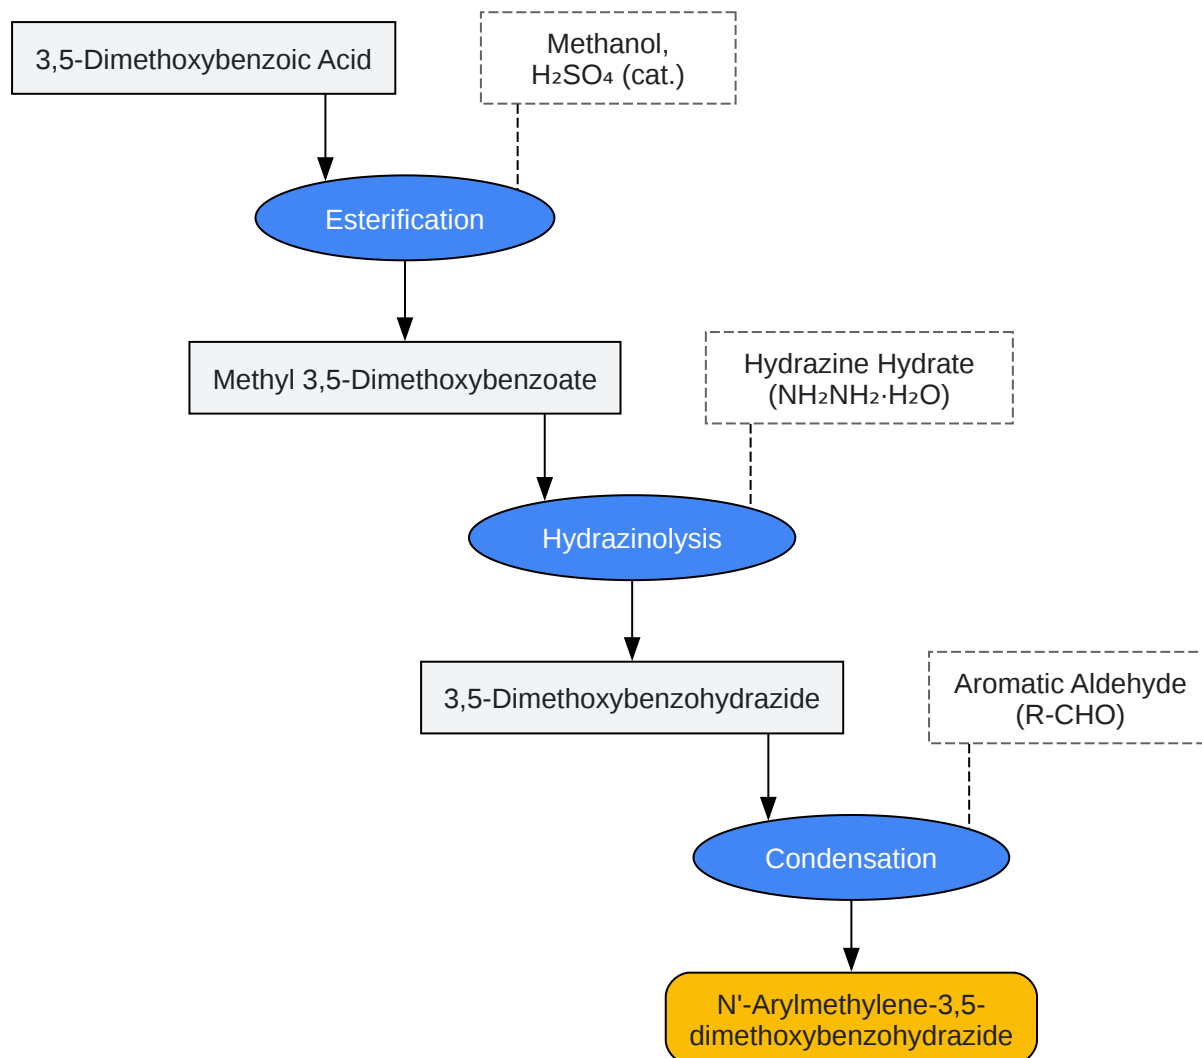 3,5-Dimethoxybenzoic Acid
Methanol,
H₂SO₄ (cat.)
Esterification
Methyl 3,5-Dimethoxybenzoate
Hydrazine Hydrate
(NH₂NH₂·H₂O)
Hydrazinolysis
3,5-Dimethoxybenzohydrazide
Aromatic Aldehyde
(R-CHO)
Condensation
N'-Arylmethylene-3,5-
dimethoxybenzohydrazide